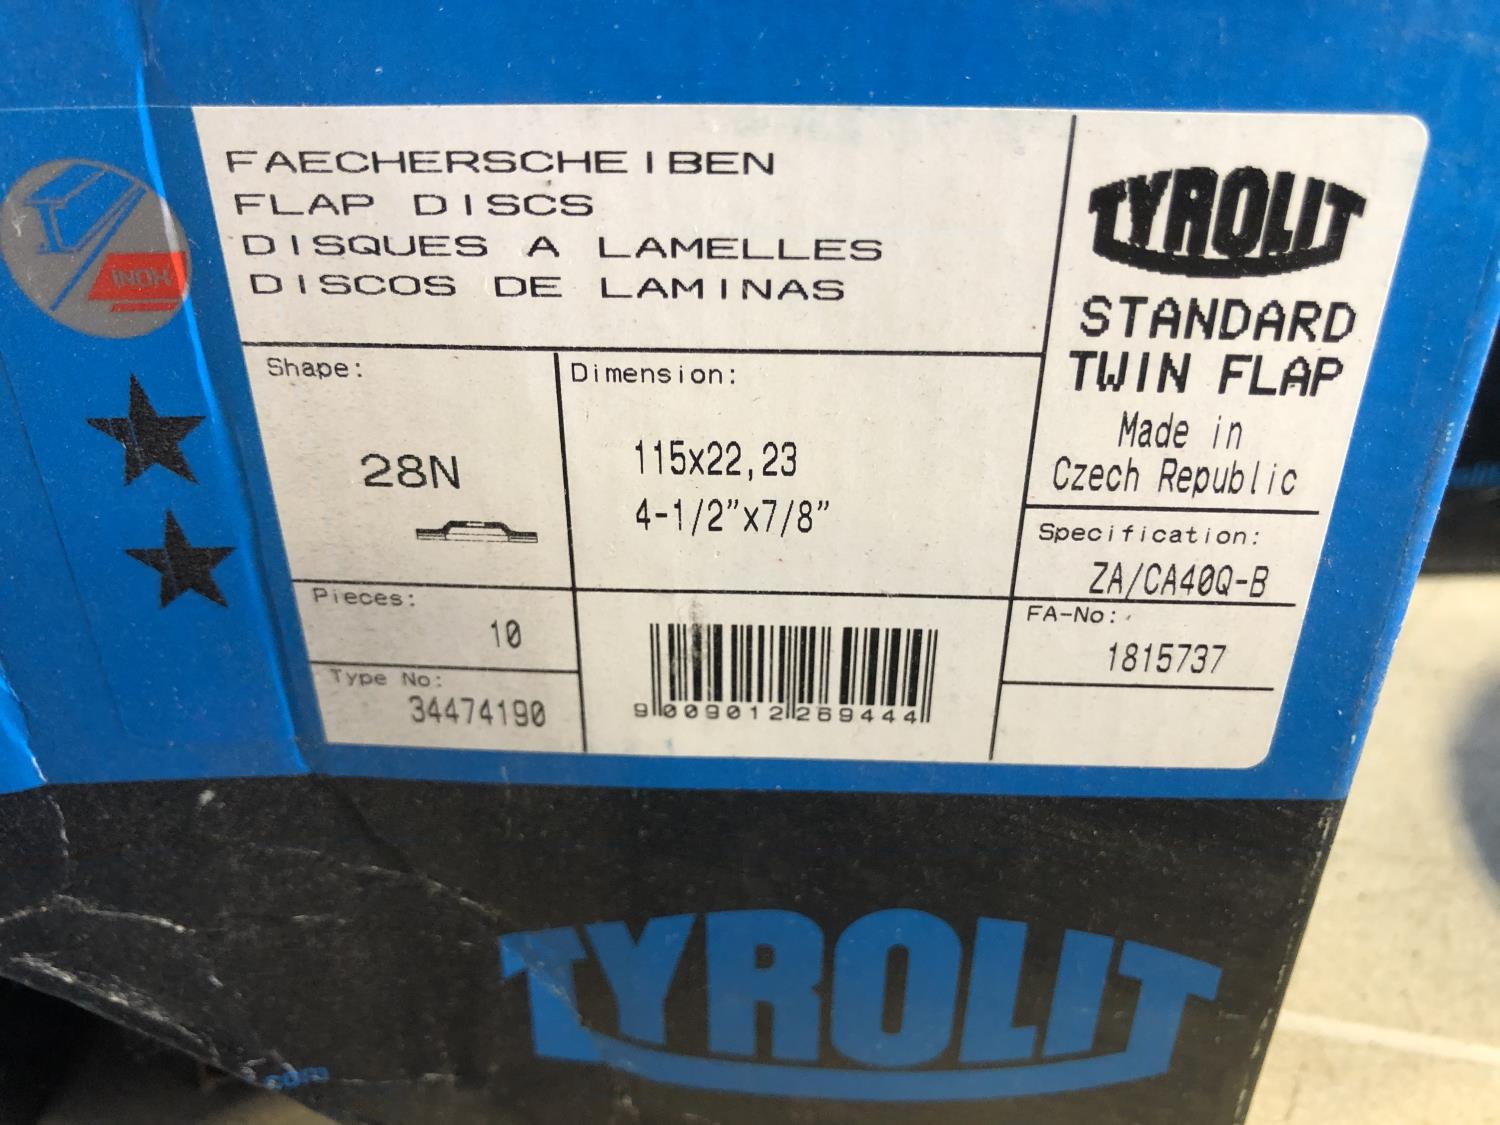 FAECHERSCHEIBEN
FLAP DISCS
DISQUES A LAMELLES
DISCOS DE LAMINAS
TYROLIT
STANDARD
TWIN FLAP
Made in
Czech Republic
INOX
Shape:
28N
Dimension:
115x22,23
4-1/2”x7/8”
Specification:
ZA/CA40Q-B
Pieces:
10
FA-No:
1815737
Type No:
34474190
9009012269444
TYROLIT
.com